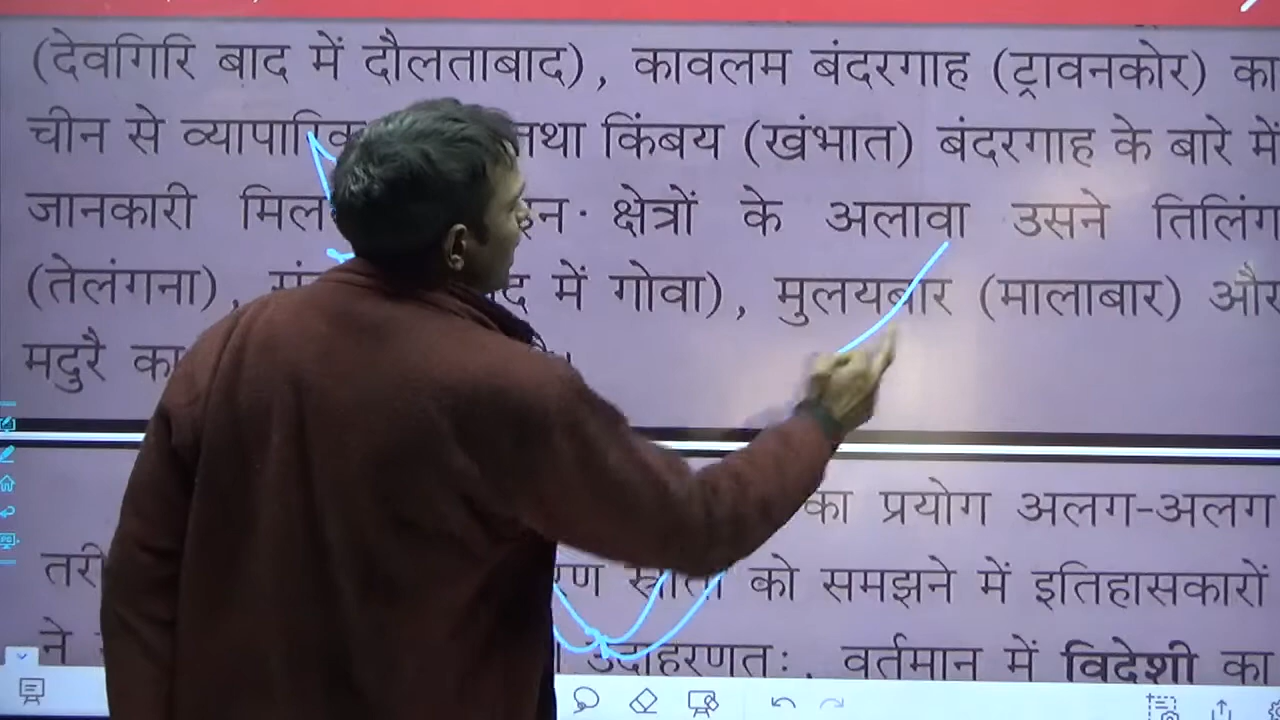 (देवगिरि बाद में दौलताबाद), कावलम बंदरगाह (ट्रावनकोर) का
चीन से व्यापारिक तथा किंबय (खंभात) बंदरगाह के बारे में
जानकारी इन क्षेत्रों के अलावा उसने तिलिंग
(तेलंगना), में गोवा), मुलयबार (मालाबार) और
मदुरै का
का प्रयोग अलग-अलग
को समझने में इतिहासकारों
ने उदाहरणतः, वर्तमान में विदेशी का